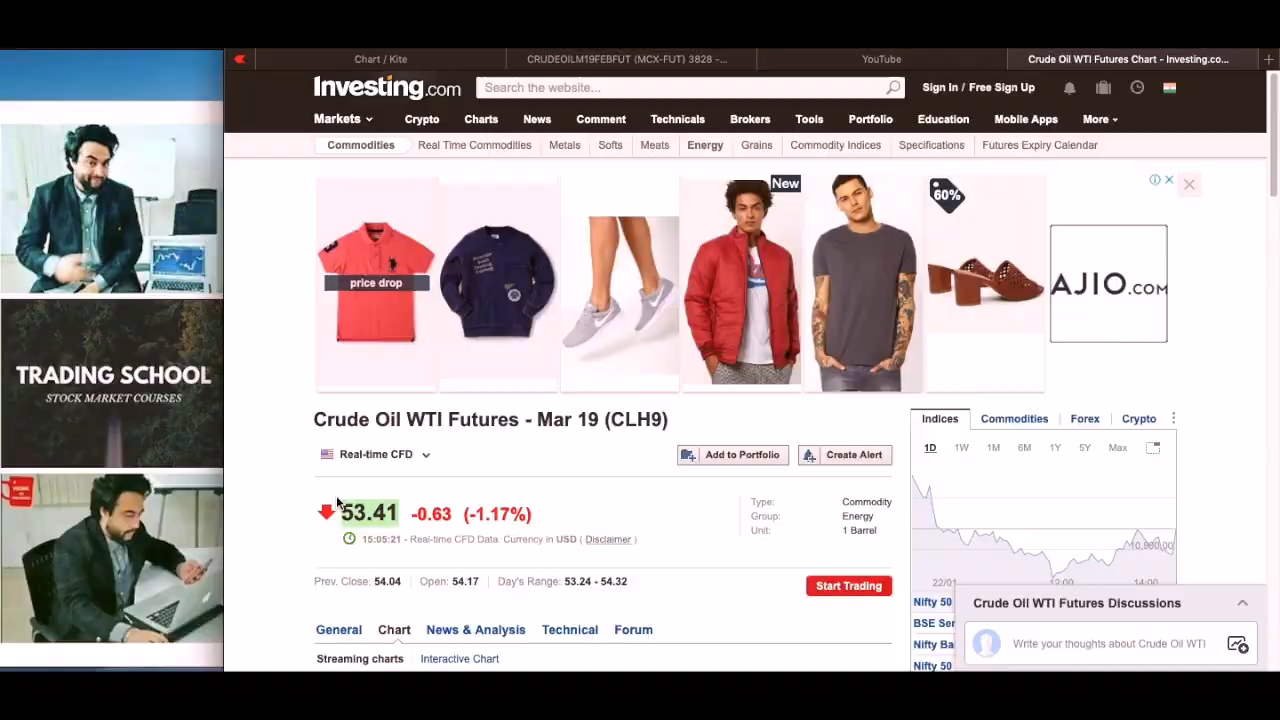 Chart / Kite
CRUDEOILM19FEBFUT (MCX-FUT) 3828 -...
YouTube
Crude Oil WTI Futures Chart - Investing.co...
Investing.com
Search the website...
Sign In / Free Sign Up
Markets
Crypto
Charts
News
Comment
Technicals
Brokers
Tools
Portfolio
Education
Mobile Apps
More
Commodities
Real Time Commodities
Metals
Softs
Meats
Energy
Grains
Commodity Indices
Specifications
Futures Expiry Calendar
price drop
New
60%
AJIO.COM
TRADING SCHOOL
STOCK MARKET COURSES
Crude Oil WTI Futures - Mar 19 (CLH9)
Real-time CFD
Add to Portfolio
Create Alert
53.41 -0.63 (-1.17%)
15:05:21 - Real-time CFD Data. Currency in USD ( Disclaimer )
Type: Commodity
Group: Energy
Unit: 1 Barrel
Prev. Close: 54.04
Open: 54.17
Day's Range: 53.24 - 54.32
Start Trading
General
Chart
News & Analysis
Technical
Forum
Streaming charts
Interactive Chart
Indices
Commodities
Forex
Crypto
1D
1W
1M
6M
1Y
5Y
Max
10,900.00
22/01
12:00
14:00
Nifty 50
BSE Ser
Nifty Ba
Nifty 50
Crude Oil WTI Futures Discussions
Write your thoughts about Crude Oil WTI